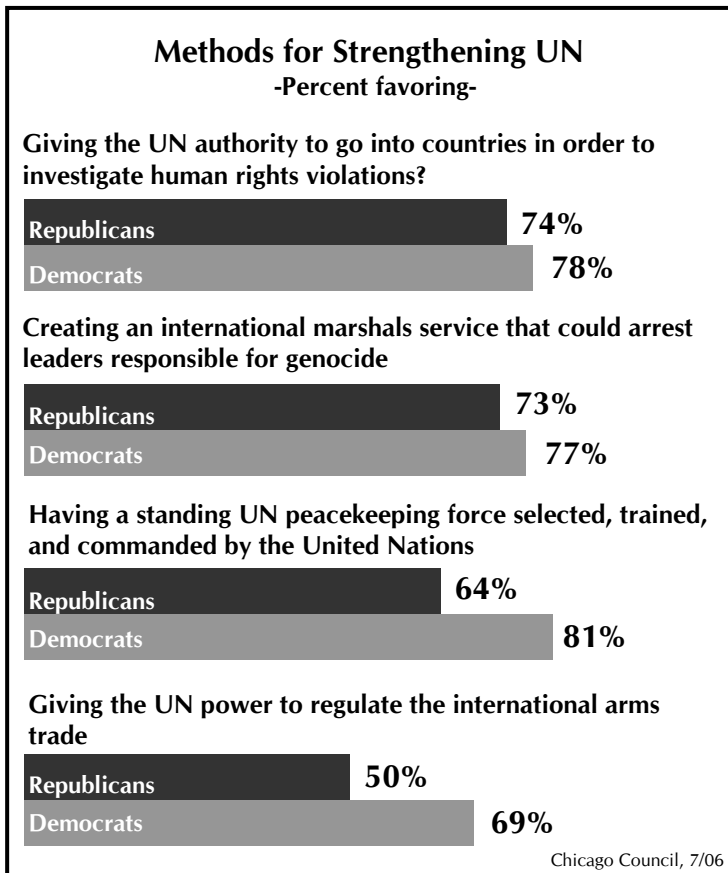 Methods for Strengthening UN
-Percent favoring-
Giving the UN authority to go into countries in order to
investigate human rights violations?
Republicans 74%
Democrats 78%
Creating an international marshals service that could arrest
leaders responsible for genocide
Republicans 73%
Democrats 77%
Having a standing UN peacekeeping force selected, trained,
and commanded by the United Nations
Republicans 64%
Democrats 81%
Giving the UN power to regulate the international arms
trade
Republicans 50%
Democrats 69%
Chicago Council, 7/06